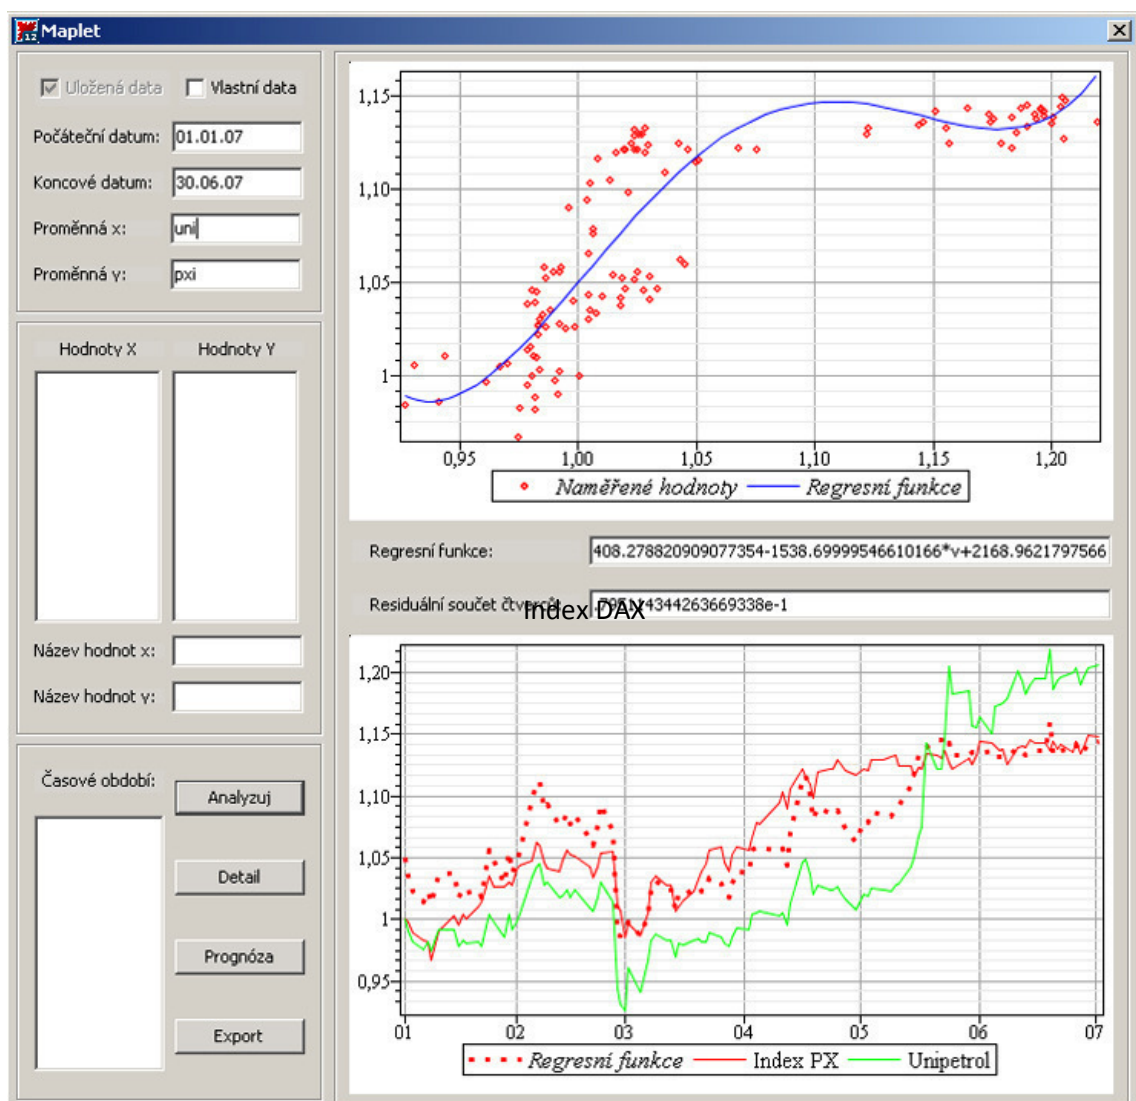 Maplet
Uložená data Vlastní data
Počáteční datum: 01.01.07
Koncové datum: 30.06.07
Proměnná x: uni
Proměnná y: pxi
Hodnoty X Hodnoty Y
Název hodnot x:
Název hodnot y:
Časové období:
Analyzuj
Detail
Prognóza
Export
1,15
1,10
1,05
1
0,95 1,00 1,05 1,10 1,15 1,20
Naměřené hodnoty Regresní funkce
Regresní funkce: 408.278820909077354-1538.69999546610166*v+2168.9621797566
Residuální součet
Index DAX
1,20
1,15
1,10
1,05
1
0,95
01 02 03 04 05 06 07
Regresní funkce Index PX Unipetrol